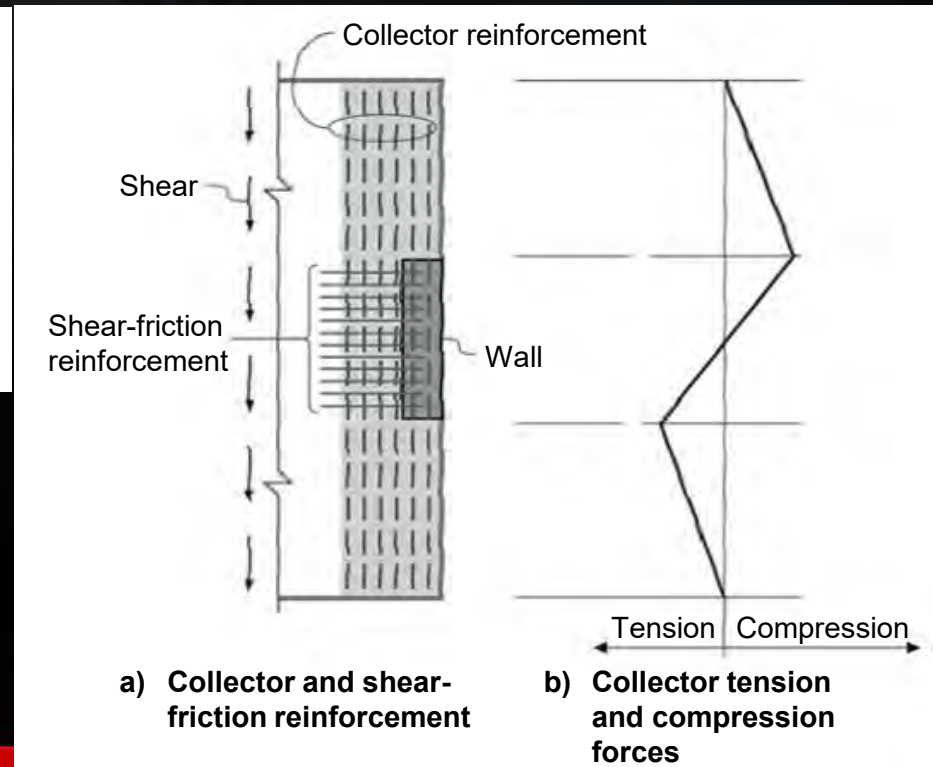 Collector reinforcement
Shear
Shear-friction
reinforcement
Wall
Tension
Compression
a) Collector and shear-
friction reinforcement
b) Collector tension
and compression
forces